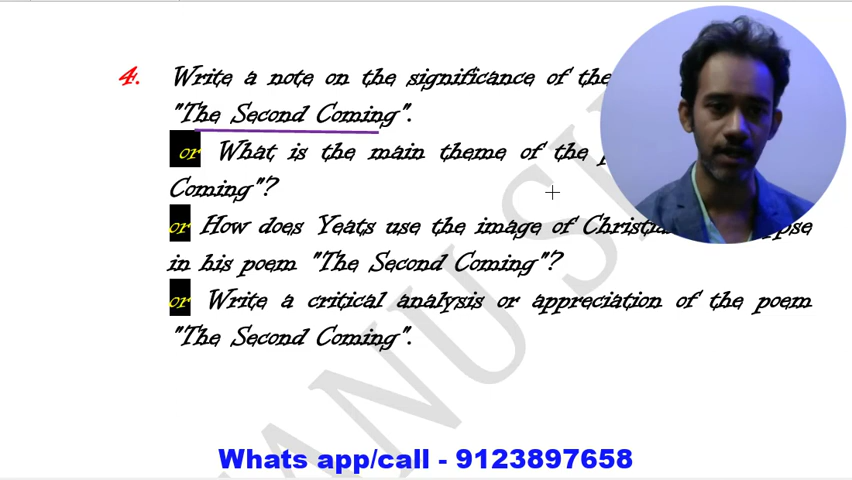 4. Write a note on the significance of the
"The Second Coming".
or What is the main theme of the
Coming"?
or How does Yeats use the image of
in his poem "The Second Coming"?
or Write a critical analysis or appreciation of the poem
"The Second Coming".
Whats app/call - 9123897658